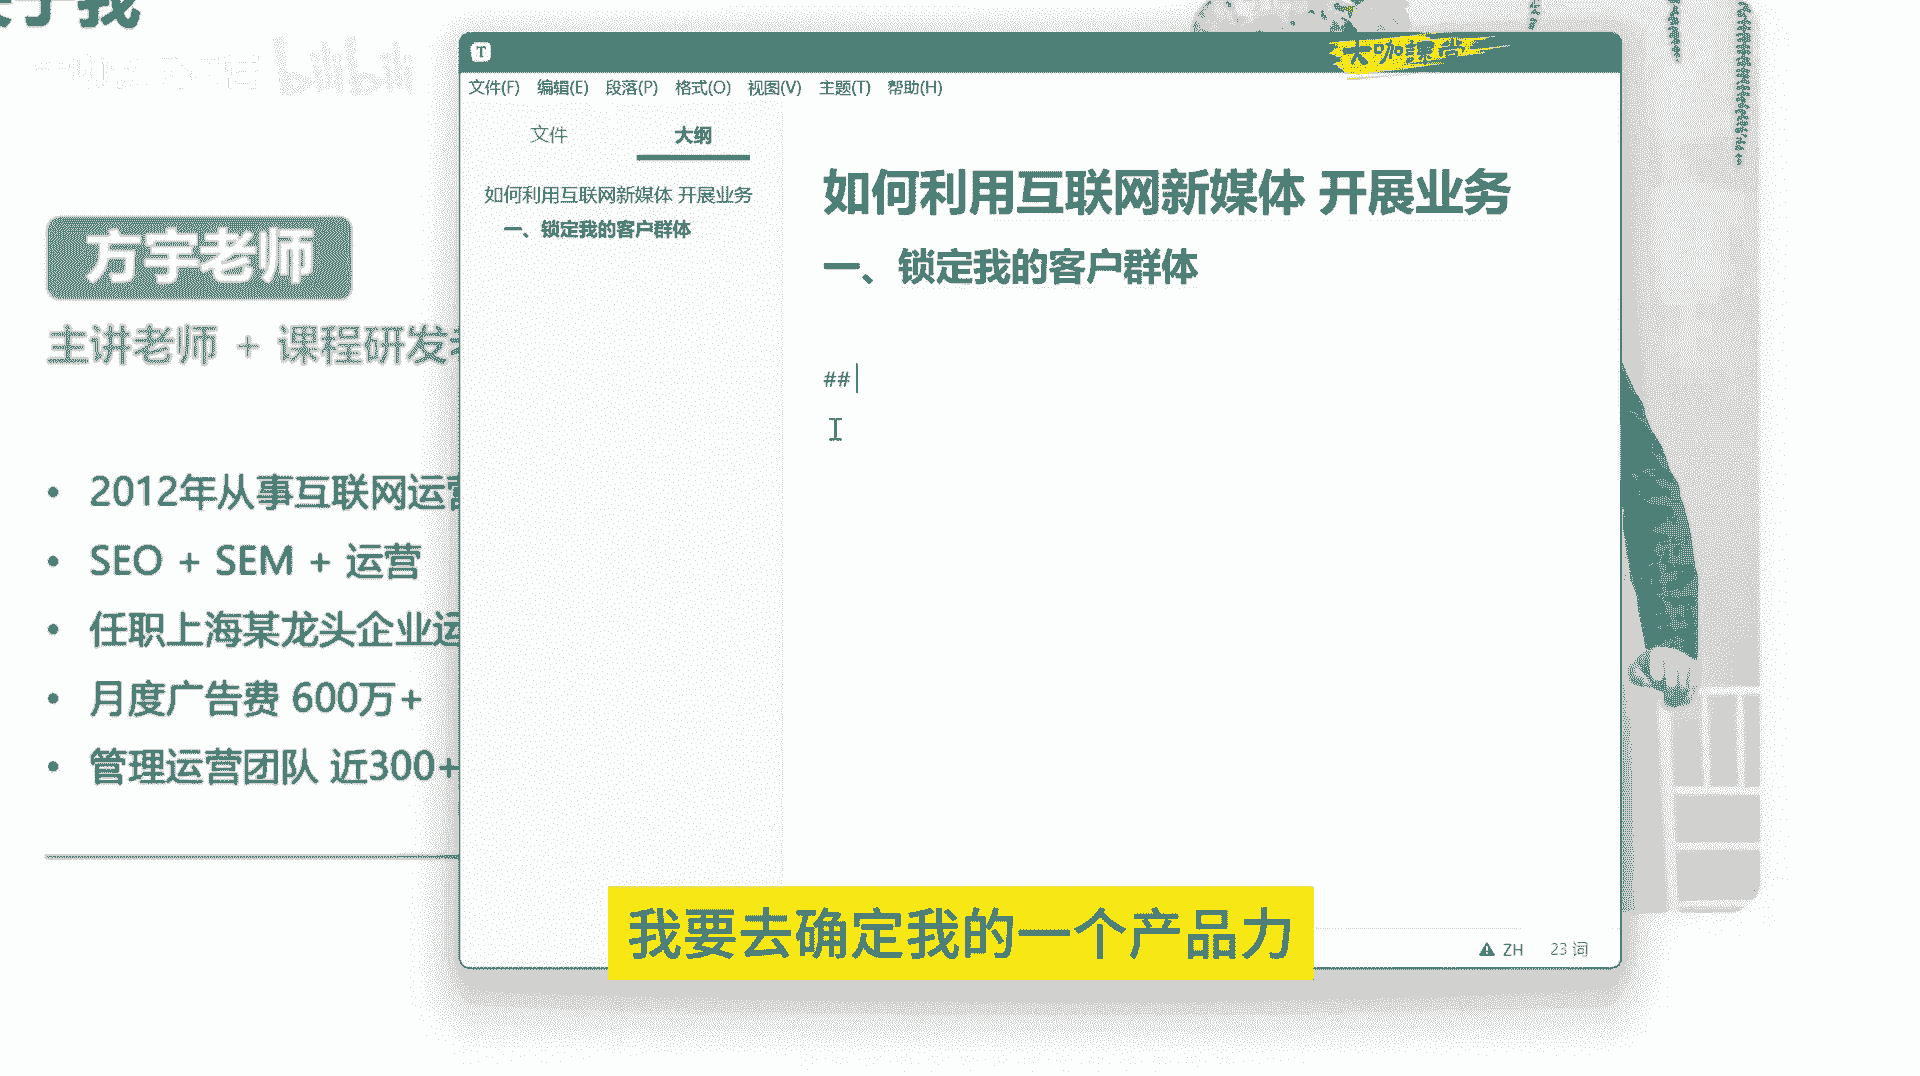 bilibili
方宇老师
主讲老师 + 课程研发
2012年从事互联网运营
SEO + SEM + 运营
任职上海某龙头企业运
月度广告费 600万+
管理运营团队 近300+
T
大咖课堂
文件(F) 编辑(E) 段落(P) 格式(O) 视图(V) 主题(T) 帮助(H)
文件 大纲
如何利用互联网新媒体 开展业务
一、锁定我的客户群体
如何利用互联网新媒体 开展业务
一、锁定我的客户群体
##
ZH 23 词
我要去确定我的一个产品力